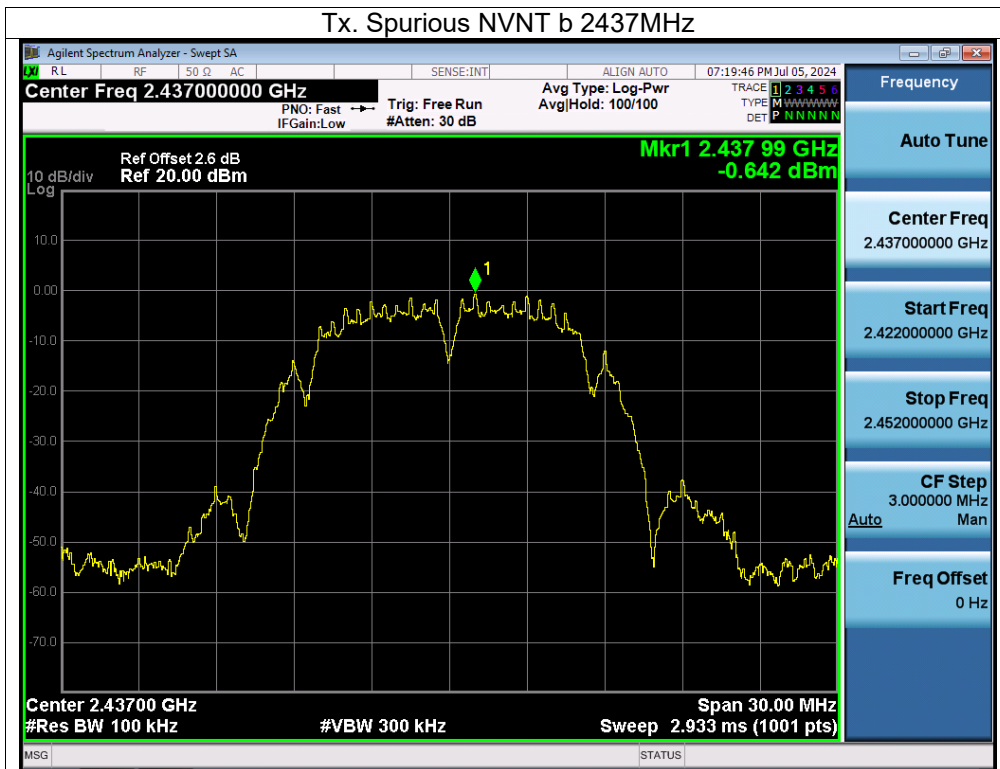 Tx. Spurious NVNT b 2437MHz
Agilent Spectrum Analyzer - Swept SA
LXI RL RF 50 Ω AC SENSE:INT ALIGN AUTO 07:19:46 PM Jul 05, 2024
Center Freq 2.437000000 GHz
PNO: Fast
IFGain:Low
Trig: Free Run
#Atten: 30 dB
Avg Type: Log-Pwr
Avg|Hold: 100/100
TRACE 1 2 3 4 5 6
TYPE M W W W W W
DET P N N N N N
Mkr1 2.437 99 GHz
-0.642 dBm
Ref Offset 2.6 dB
10 dB/div Ref 20.00 dBm
Log
10.0
0.00
-10.0
-20.0
-30.0
-40.0
-50.0
-60.0
-70.0
1
Center 2.43700 GHz Span 30.00 MHz
#Res BW 100 kHz #VBW 300 kHz Sweep 2.933 ms (1001 pts)
MSG STATUS
Frequency
Auto Tune
Center Freq
2.437000000 GHz
Start Freq
2.422000000 GHz
Stop Freq
2.452000000 GHz
CF Step
3.000000 MHz
Auto Man
Freq Offset
0 Hz